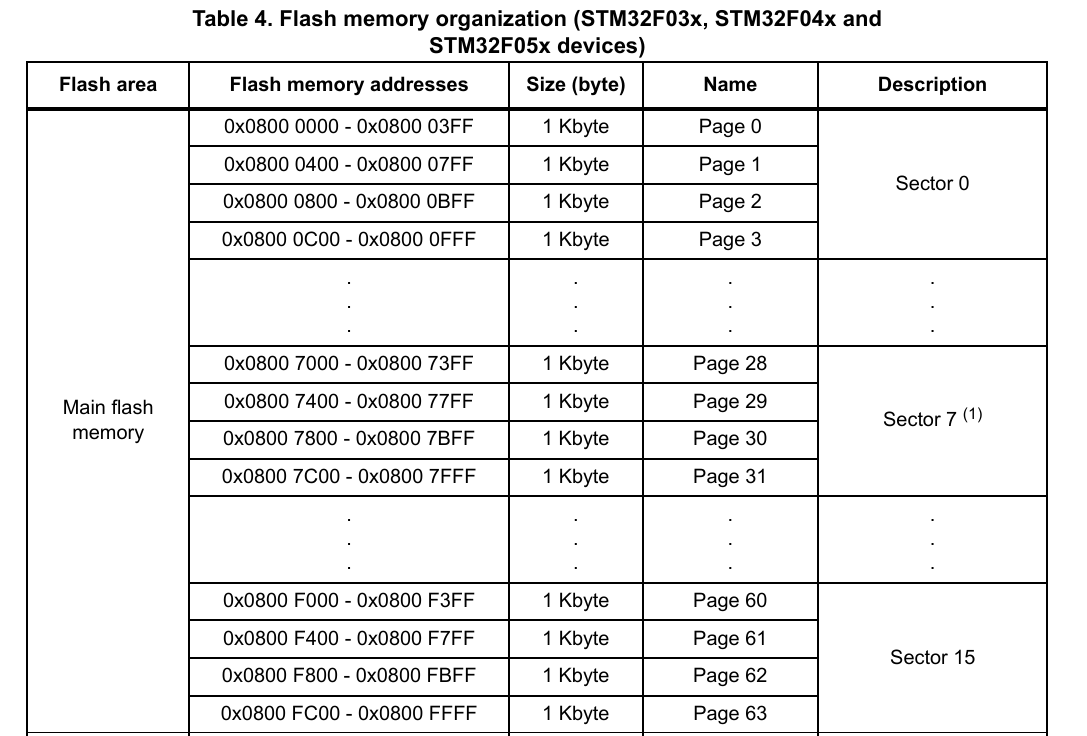 Table 4. Flash memory organization (STM32F03x, STM32F04x and
STM32F05x devices)
Flash area Flash memory addresses Size (byte) Name Description
Main flash
memory
0x0800 0000 - 0x0800 03FF 1 Kbyte Page 0
0x0800 0400 - 0x0800 07FF 1 Kbyte Page 1
Sector 0
0x0800 0800 - 0x0800 0BFF 1 Kbyte Page 2
0x0800 0C00 - 0x0800 0FFF 1 Kbyte Page 3
. . . .
. . . .
. . . .
0x0800 7000 - 0x0800 73FF 1 Kbyte Page 28
0x0800 7400 - 0x0800 77FF 1 Kbyte Page 29
Sector 7 (1)
0x0800 7800 - 0x0800 7BFF 1 Kbyte Page 30
0x0800 7C00 - 0x0800 7FFF 1 Kbyte Page 31
. . . .
. . . .
. . . .
0x0800 F000 - 0x0800 F3FF 1 Kbyte Page 60
0x0800 F400 - 0x0800 F7FF 1 Kbyte Page 61
Sector 15
0x0800 F800 - 0x0800 FBFF 1 Kbyte Page 62
0x0800 FC00 - 0x0800 FFFF 1 Kbyte Page 63